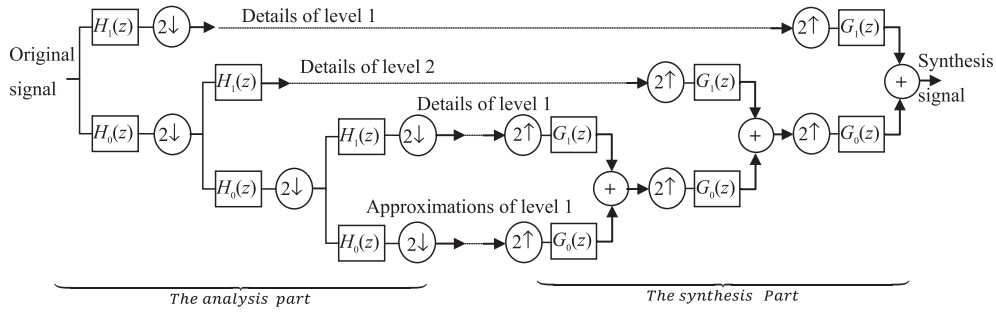 H₁(z) 2↓ Details of level 1 2↑ G₁(z)
Original signal
Synthesis signal
+
H₁(z) Details of level 2 2↑ G₁(z)
H₀(z) 2↓
Details of level 1
H₁(z) 2↓ 2↑ G₁(z)
+ 2↑ G₀(z)
H₀(z) 2↓
+ 2↑ G₀(z)
Approximations of level 1
H₀(z) 2↓ 2↑ G₀(z)
The analysis part
The synthesis Part